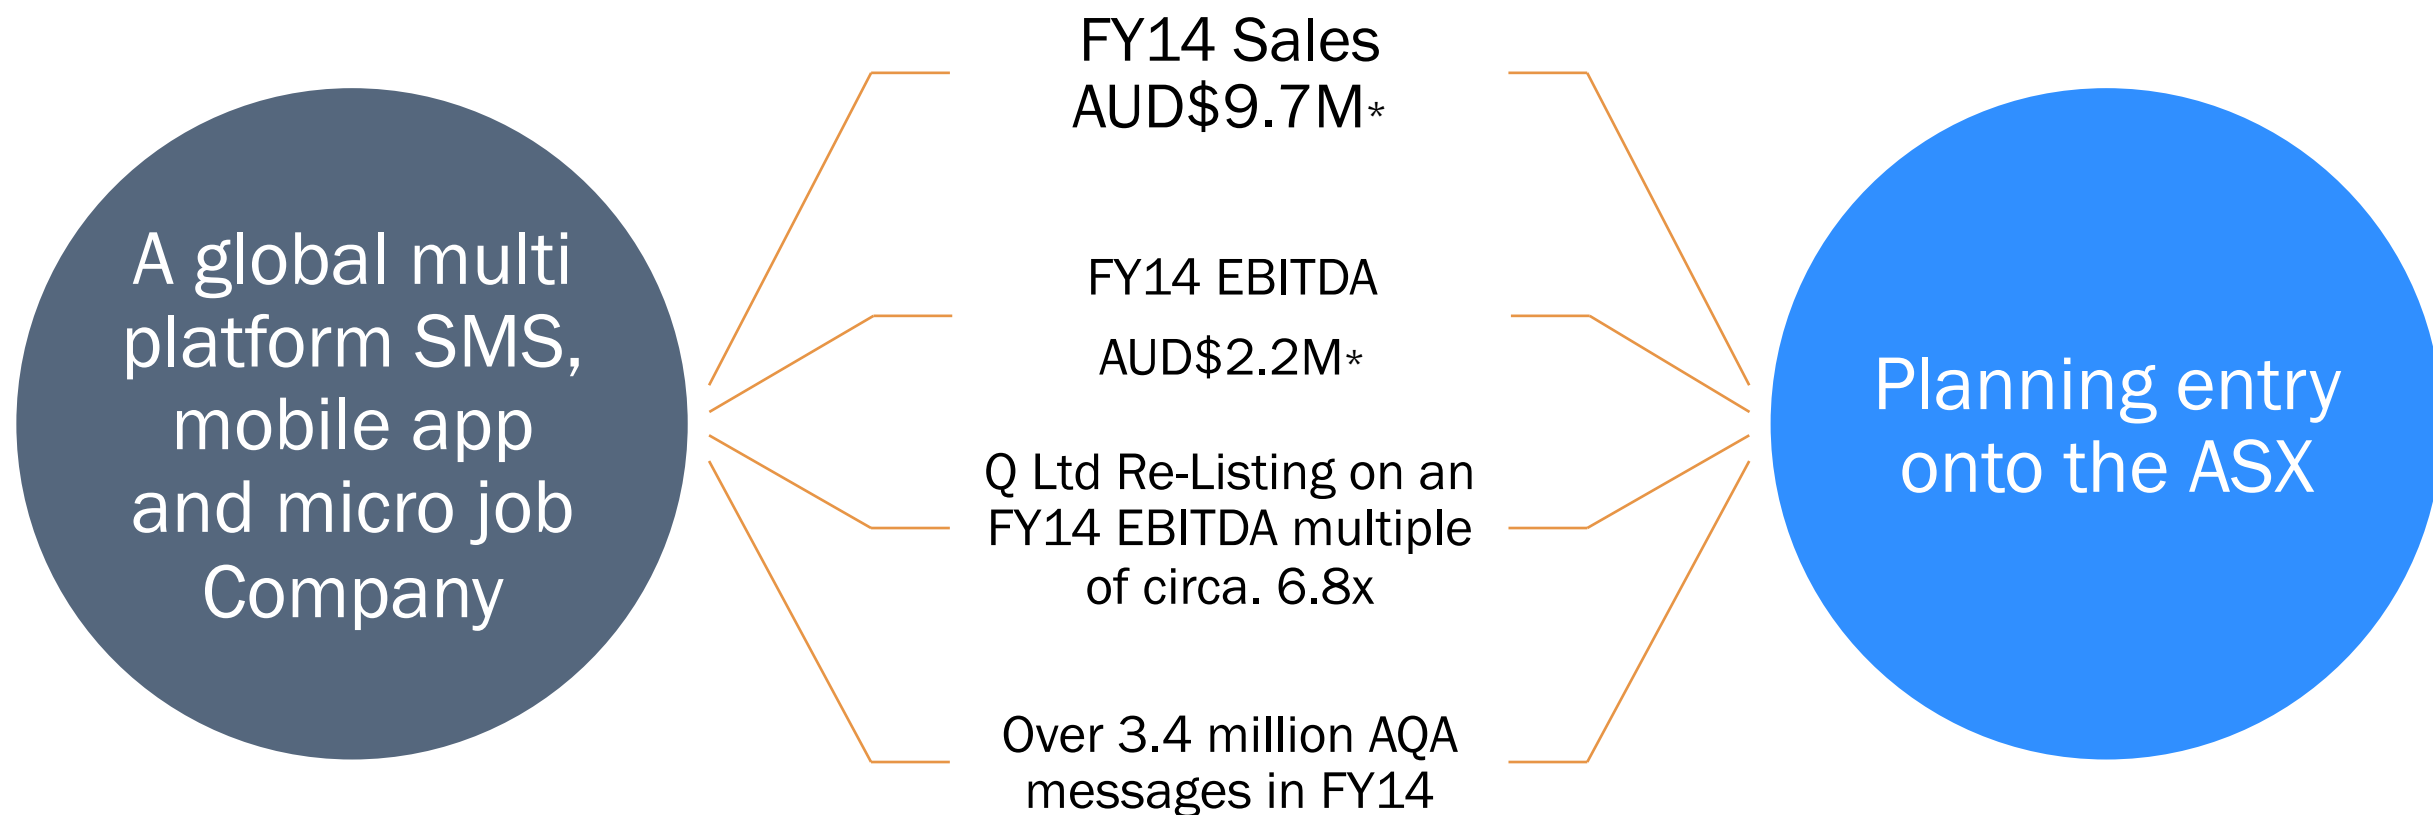 A global multi
platform SMS,
mobile app
and micro job
Company
FY14 Sales
AUD$9.7M*
FY14 EBITDA
AUD$2.2M*
Q Ltd Re-Listing on an
FY14 EBITDA multiple
of circa. 6.8x
Over 3.4 million AQA
messages in FY14
Planning entry
onto the ASX